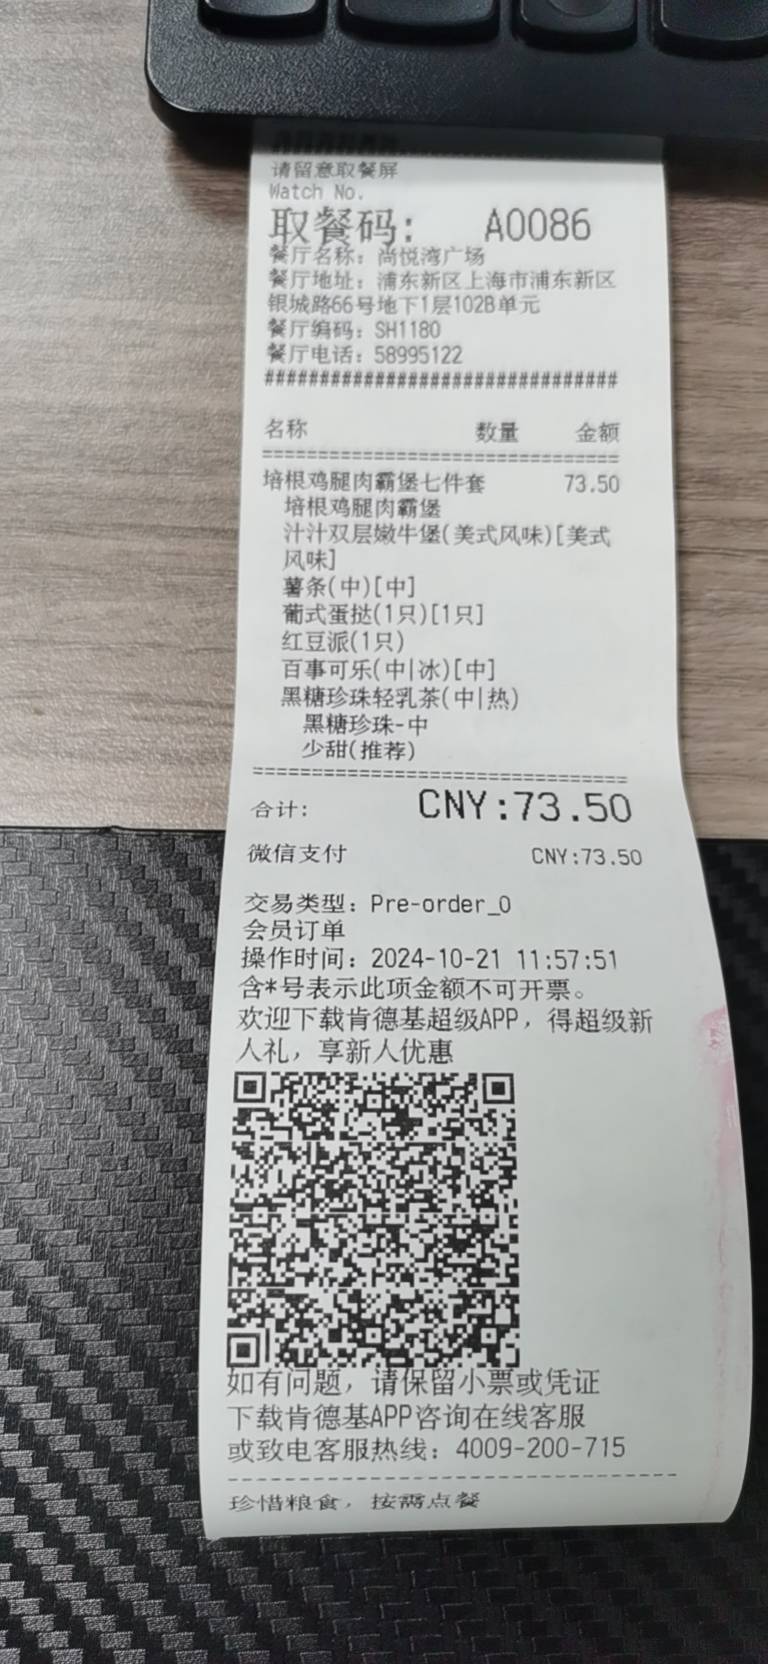 请留意取餐屏
Watch No.
取餐码： A0086
餐厅名称：尚悦湾广场
餐厅地址：浦东新区上海市浦东新区
银城路66号地下1层102B单元
餐厅编码：SH1180
餐厅电话：58995122
################################
名称 数量 金额
================================
培根鸡腿肉霸堡七件套 73.50
培根鸡腿肉霸堡
汁汁双层嫩牛堡(美式风味)[美式
风味]
薯条(中)[中]
葡式蛋挞(1只)[1只]
红豆派(1只)
百事可乐(中|冰)[中]
黑糖珍珠轻乳茶(中|热)
黑糖珍珠-中
少甜(推荐)
================================
合计: CNY:73.50
微信支付 CNY:73.50
交易类型：Pre-order_0
会员订单
操作时间：2024-10-21 11:57:51
含*号表示此项金额不可开票。
欢迎下载肯德基超级APP，得超级新
人礼，享新人优惠
如有问题，请保留小票或凭证
下载肯德基APP咨询在线客服
或致电客服热线：4009-200-715
--------------------------------
珍惜粮食，按需点餐